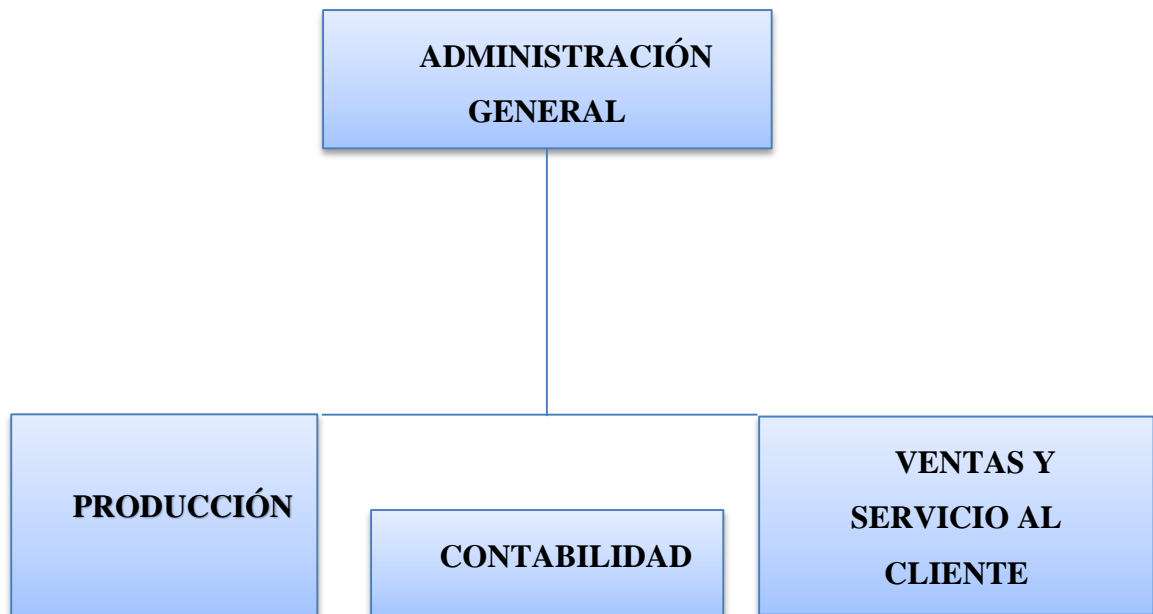 ADMINISTRACIÓN
GENERAL
PRODUCCIÓN
CONTABILIDAD
VENTAS Y
SERVICIO AL
CLIENTE